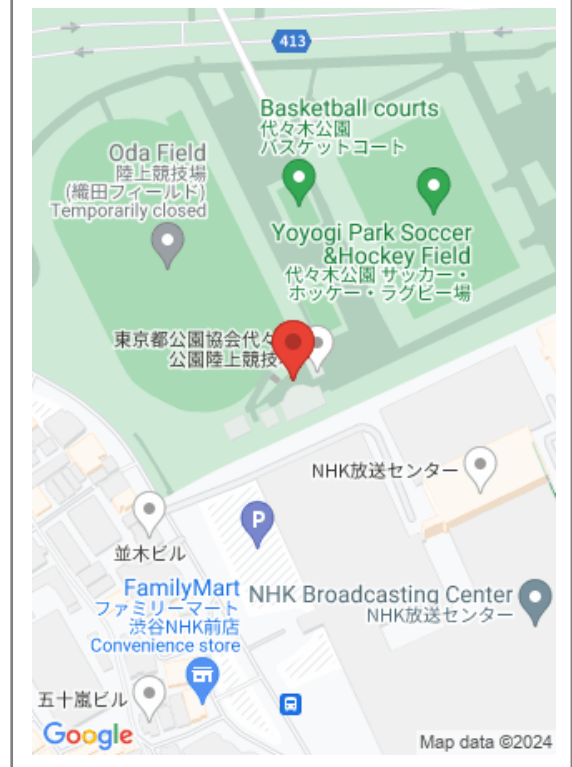 413
Basketball courts
代々木公園
バスケットコート
Oda Field
陸上競技場
(織田フィールド)
Temporarily closed
Yoyogi Park Soccer
&Hockey Field
代々木公園 サッカー・
ホッケー・ラグビー場
東京都公園協会代々
公園陸上競技
NHK放送センター
P
並木ビル
FamilyMart
ファミリーマート
渋谷NHK前店
Convenience store
NHK Broadcasting Center
NHK放送センター
五十嵐ビル
Google
Map data ©2024